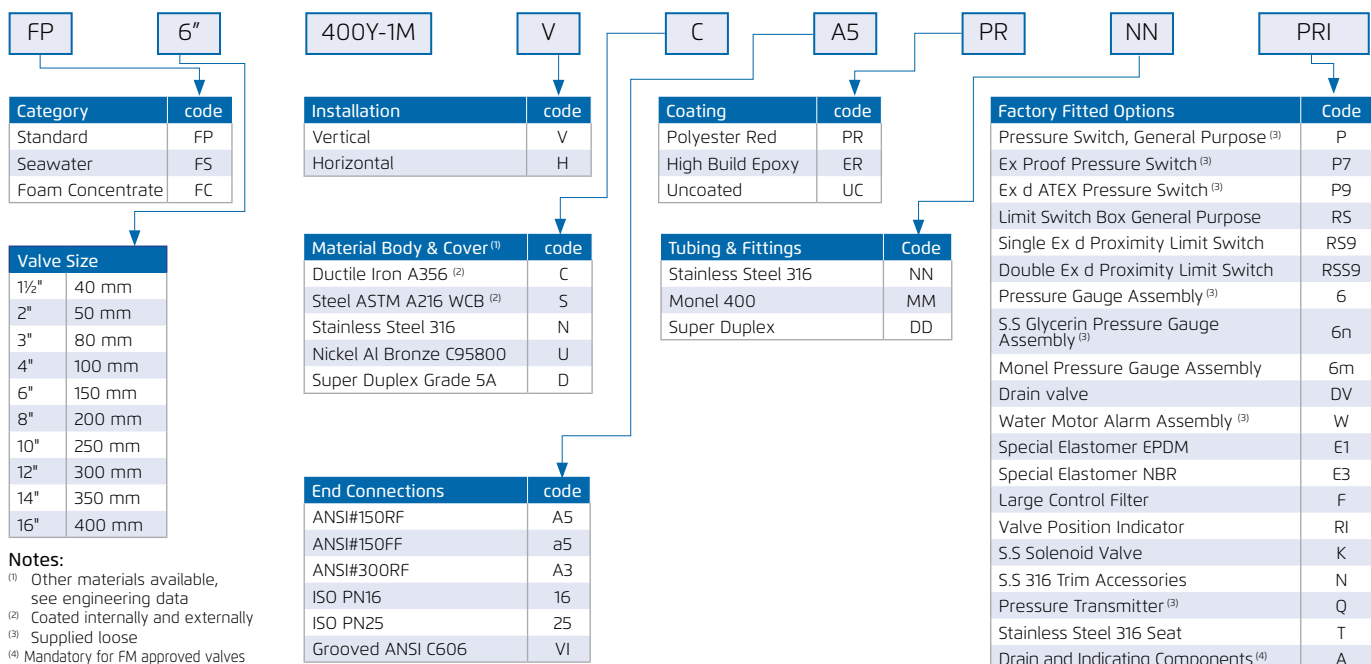 FP 6" 400Y-1M V C A5 PR NN PRI
Category code
Standard FP
Seawater FS
Foam Concentrate FC
Valve Size
1½" 40 mm
2" 50 mm
3" 80 mm
4" 100 mm
6" 150 mm
8" 200 mm
10" 250 mm
12" 300 mm
14" 350 mm
16" 400 mm
Notes:
(1) Other materials available,
see engineering data
(2) Coated internally and externally
(3) Supplied loose
(4) Mandatory for FM approved valves
Installation code
Vertical V
Horizontal H
Material Body & Cover (1) code
Ductile Iron A356 (2) C
Steel ASTM A216 WCB (2) S
Stainless Steel 316 N
Nickel Al Bronze C95800 U
Super Duplex Grade 5A D
End Connections code
ANSI#150RF A5
ANSI#150FF a5
ANSI#300RF A3
ISO PN16 16
ISO PN25 25
Grooved ANSI C606 VI
Coating code
Polyester Red PR
High Build Epoxy ER
Uncoated UC
Tubing & Fittings Code
Stainless Steel 316 NN
Monel 400 MM
Super Duplex DD
Factory Fitted Options Code
Pressure Switch, General Purpose (3) P
Ex Proof Pressure Switch (3) P7
Ex d ATEX Pressure Switch (3) P9
Limit Switch Box General Purpose RS
Single Ex d Proximity Limit Switch RS9
Double Ex d Proximity Limit Switch RSS9
Pressure Gauge Assembly (3) 6
S.S Glycerin Pressure Gauge
Assembly (3) 6n
Monel Pressure Gauge Assembly 6m
Drain valve DV
Water Motor Alarm Assembly (3) W
Special Elastomer EPDM E1
Special Elastomer NBR E3
Large Control Filter F
Valve Position Indicator RI
S.S Solenoid Valve K
S.S 316 Trim Accessories N
Pressure Transmitter (3) Q
Stainless Steel 316 Seat T
Drain and Indicating Components (4) A